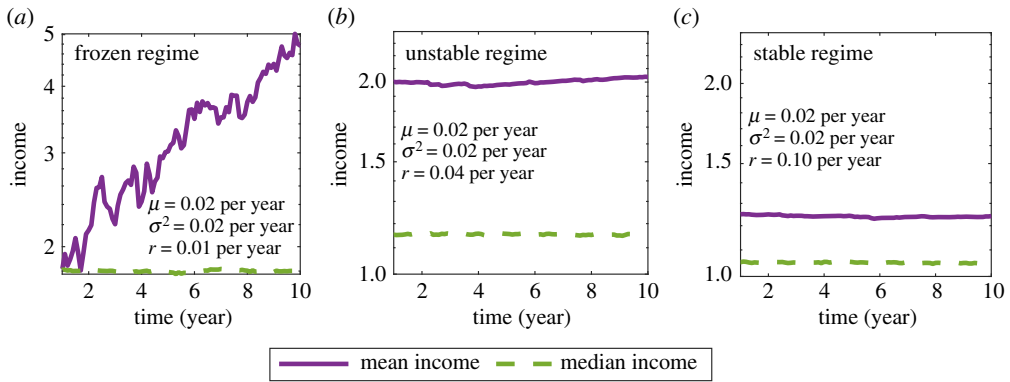 (a)
frozen regime
5
4
3
2
income
μ = 0.02 per year
σ² = 0.02 per year
r = 0.01 per year
2 4 6 8 10
time (year)
(b)
unstable regime
2.0
1.5
1.0
income
μ = 0.02 per year
σ² = 0.02 per year
r = 0.04 per year
2 4 6 8 10
time (year)
(c)
stable regime
2.0
1.5
1.0
income
μ = 0.02 per year
σ² = 0.02 per year
r = 0.10 per year
2 4 6 8 10
time (year)
mean income median income